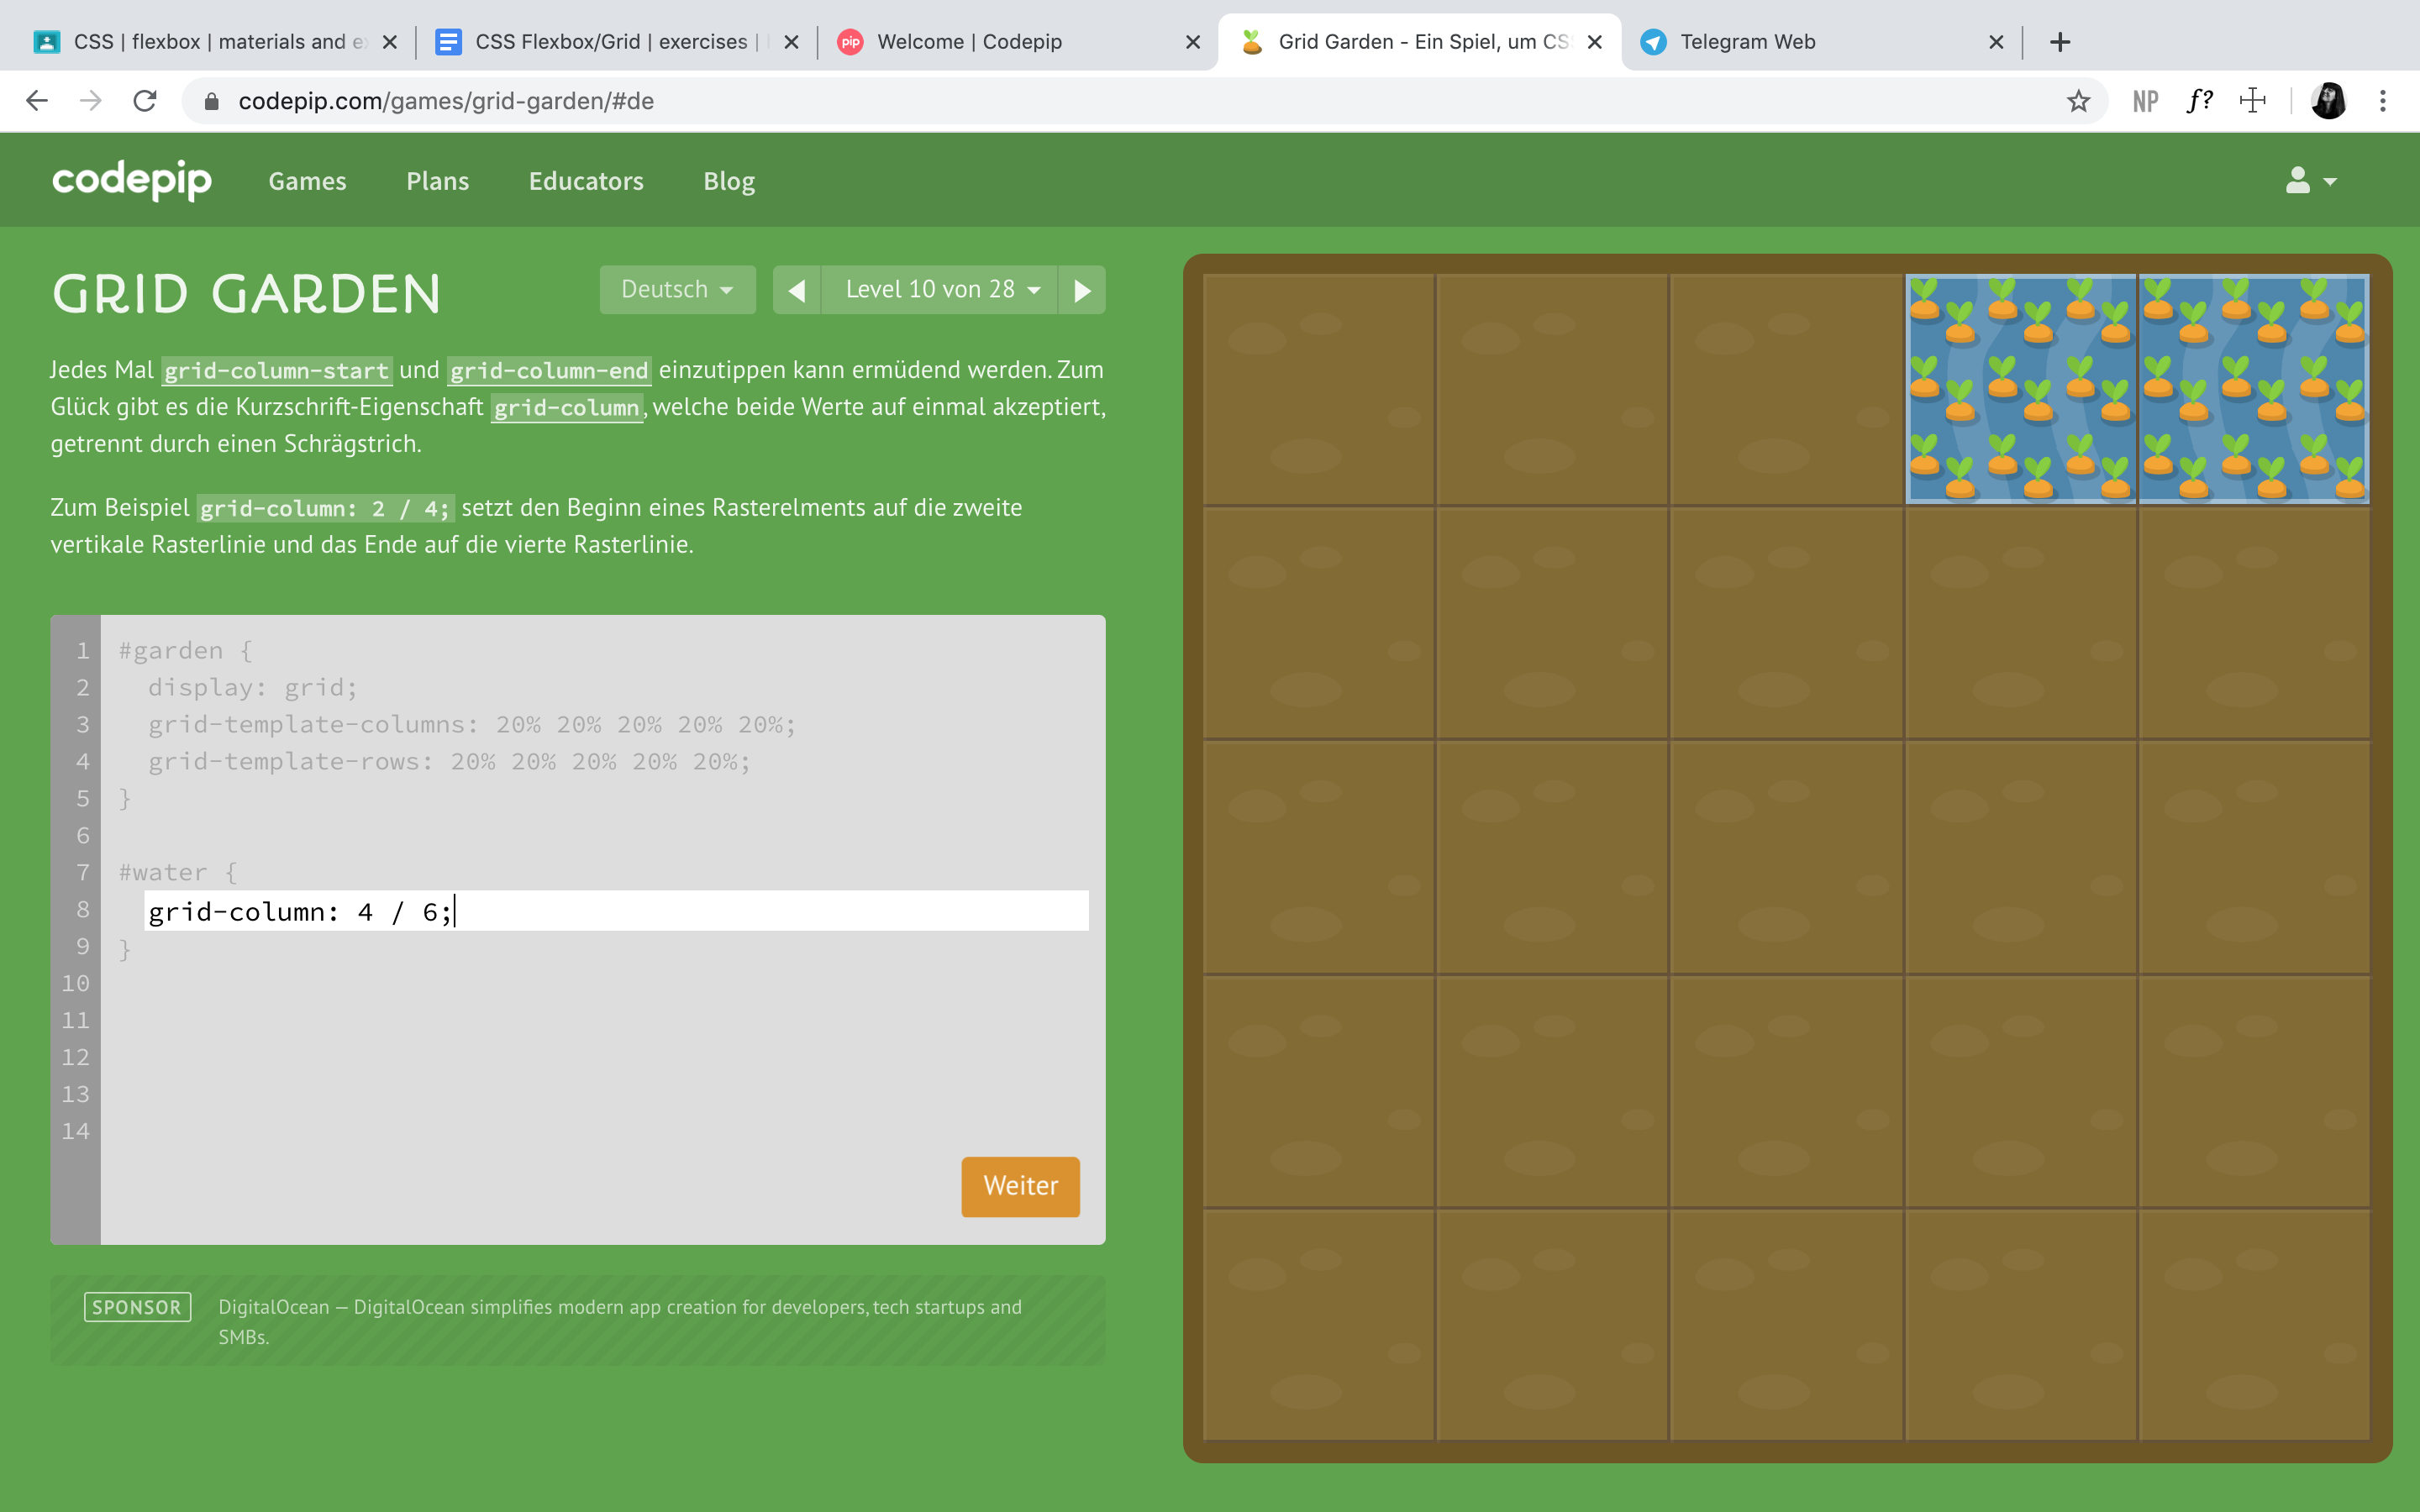 CSS | flexbox | materials and ex
CSS Flexbox/Grid | exercises |
pip
Welcome | Codepip
Grid Garden - Ein Spiel, um CSS
Telegram Web
codepip.com/games/grid-garden/#de
NP
f?
codepip
Games
Plans
Educators
Blog
GRID GARDEN
Deutsch
Level 10 von 28
Jedes Mal grid-column-start und grid-column-end einzutippen kann ermüdend werden. Zum
Glück gibt es die Kurzschrift-Eigenschaft grid-column, welche beide Werte auf einmal akzeptiert,
getrennt durch einen Schrägstrich.
Zum Beispiel grid-column: 2 / 4; setzt den Beginn eines Rasterelments auf die zweite
vertikale Rasterlinie und das Ende auf die vierte Rasterlinie.
1 #garden {
2 display: grid;
3 grid-template-columns: 20% 20% 20% 20% 20%;
4 grid-template-rows: 20% 20% 20% 20% 20%;
5 }
6
7 #water {
8 grid-column: 4 / 6;
9 }
10
11
12
13
14
Weiter
SPONSOR
DigitalOcean — DigitalOcean simplifies modern app creation for developers, tech startups and
SMBs.